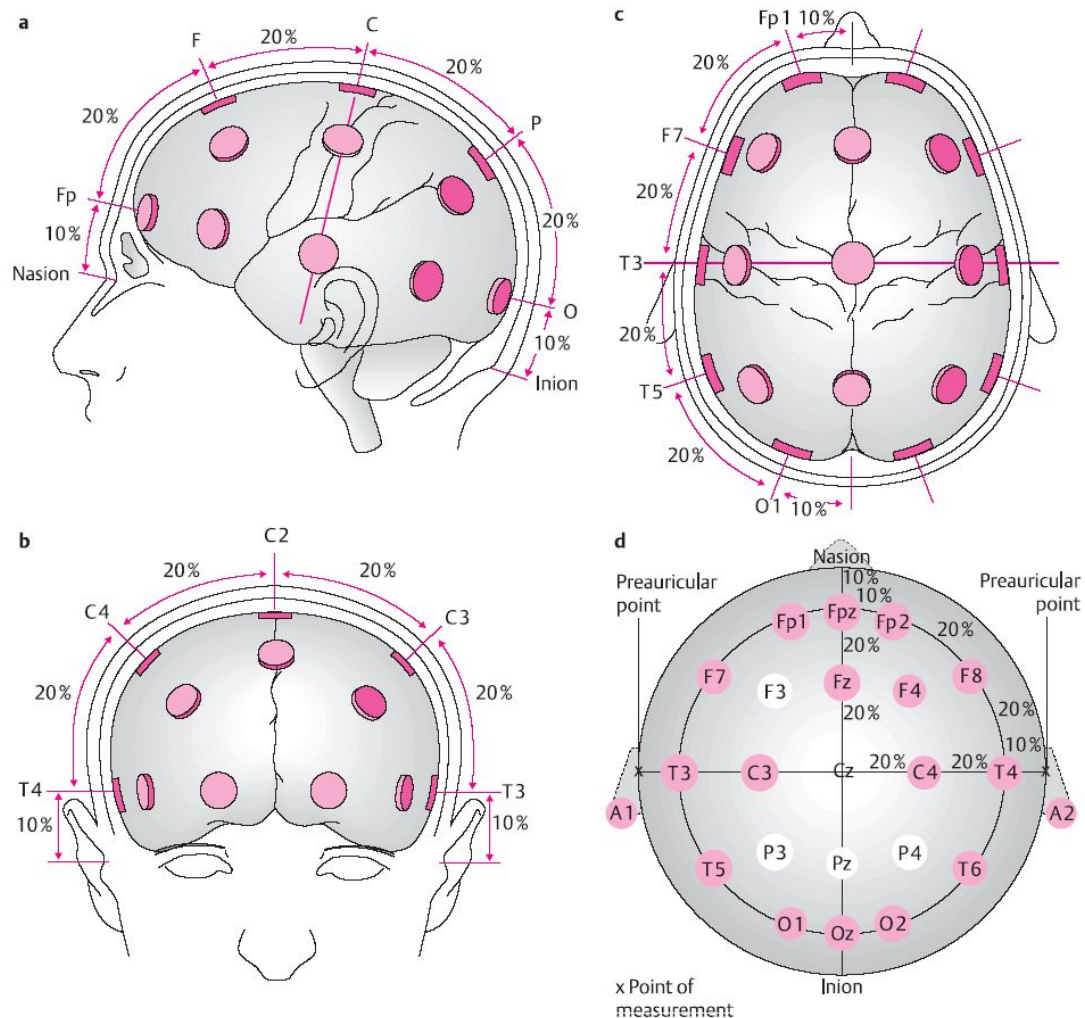 a
F
20%
C
20%
20%
P
Fp
20%
10%
Nasion
O
10%
Inion
c
Fp1
10%
20%
F7
20%
T3
20%
T5
20%
O1
10%
b
C2
20%
20%
C4
C3
20%
20%
T4
T3
10%
10%
d
Nasion
Preauricular
point
Preauricular
point
10%
10%
Fp1
Fpz
Fp2
20%
20%
F7
F3
Fz
F4
F8
20%
20%
10%
x
T3
C3
Cz
20%
C4
20%
T4
x
A1
A2
T5
P3
Pz
P4
T6
O1
Oz
O2
Inion
x Point of
measurement